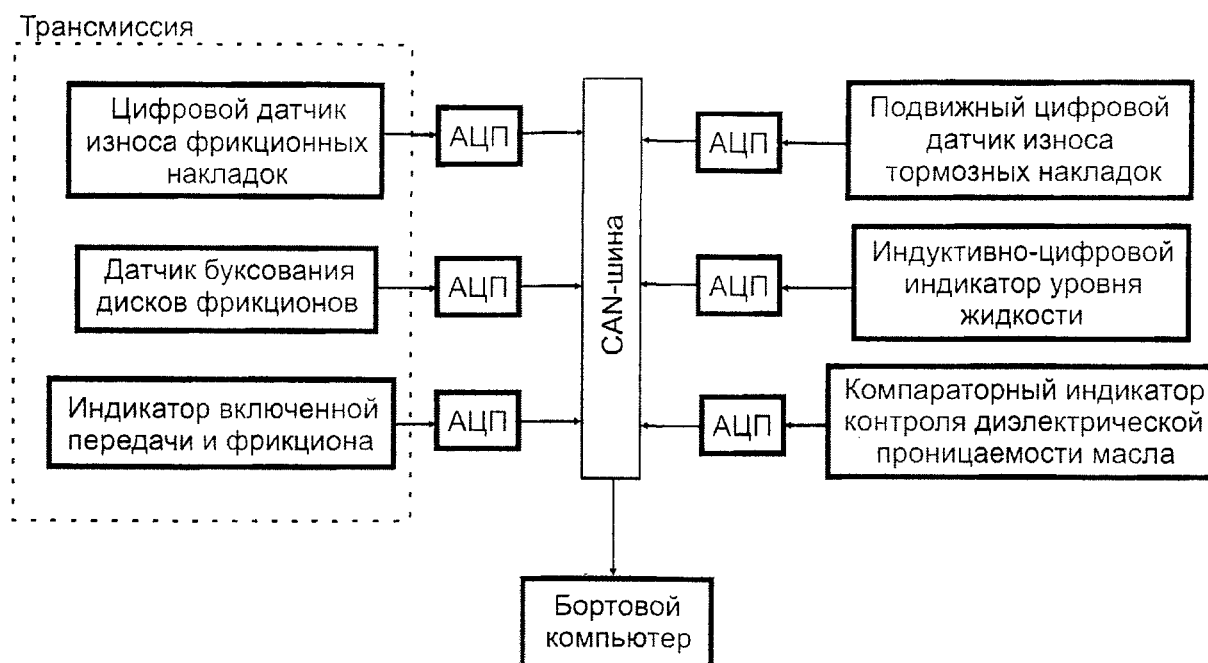 Трансмиссия
Цифровой датчик
износа фрикционных
накладок
АЦП
Датчик буксования
дисков фрикционов
АЦП
Индикатор включенной
передачи и фрикциона
АЦП
CAN-шина
АЦП
Подвижный цифровой
датчик износа
тормозных накладок
АЦП
Индуктивно-цифровой
индикатор уровня
жидкости
АЦП
Компараторный индикатор
контроля диэлектрической
проницаемости масла
Бортовой
компьютер